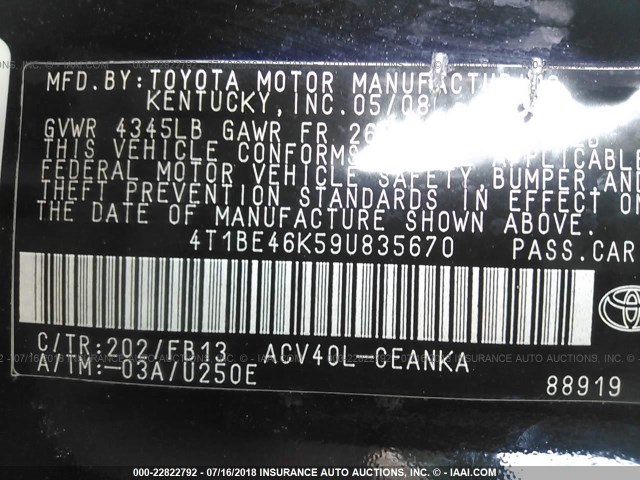 MFD. BY: TOYOTA MOTOR MANUFACTURING
KENTUCKY, INC. 05/08
GVWR 4345LB GAWR FR
THIS VEHICLE CONFORMS APPLICABLE
FEDERAL MOTOR VEHICLE SAFETY, BUMPER, AND
THEFT PREVENTION STANDARDS IN EFFECT ON
THE DATE OF MANUFACTURE SHOWN ABOVE.
4T1BE46K59U835670 PASS. CAR
C/TR: 202/FB13 ACV40L-CEANKA
A/TM:-03A/U250E
88919
000-22822792 - 07/16/2018 INSURANCE AUTO AUCTIONS, INC. - © IAAI.COM